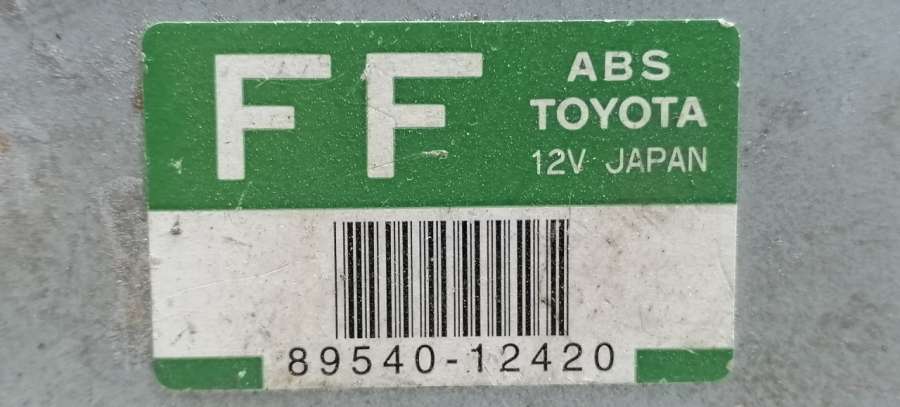 FF
ABS
TOYOTA
12V JAPAN
89540-12420